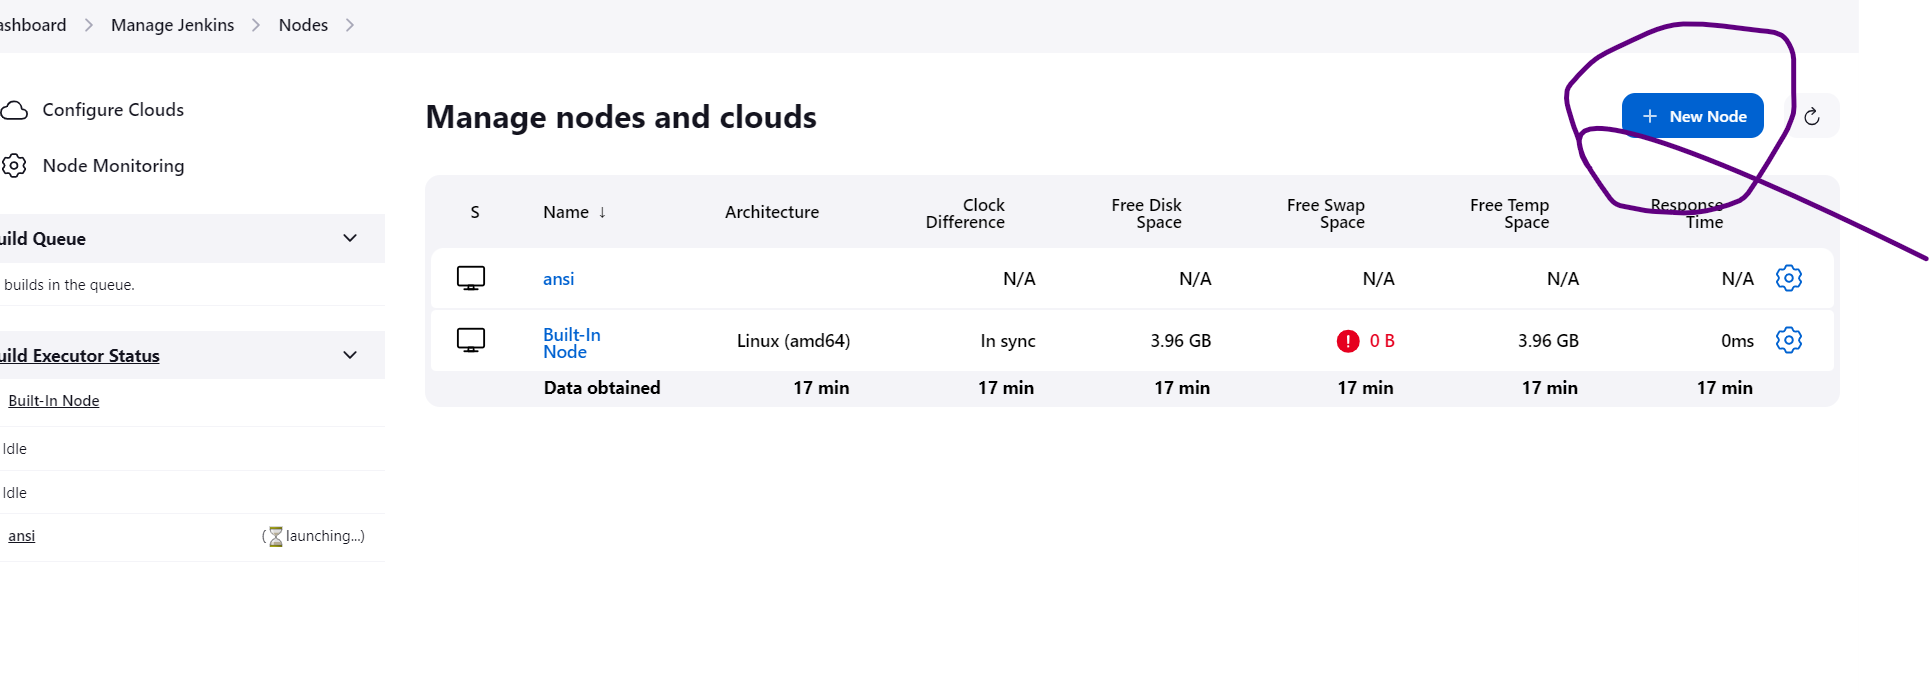 ashboard > Manage Jenkins > Nodes >
Configure Clouds
Node Monitoring
uild Queue
builds in the queue.
uild Executor Status
Built-In Node
Idle
Idle
ansi (⏳launching...)
Manage nodes and clouds
+ New Node
S Name ↓ Architecture Clock Difference Free Disk Space Free Swap Space Free Temp Space Response Time
ansi N/A N/A N/A N/A N/A
Built-In Node Linux (amd64) In sync 3.96 GB ! 0 B 3.96 GB 0ms
Data obtained 17 min 17 min 17 min 17 min 17 min 17 min